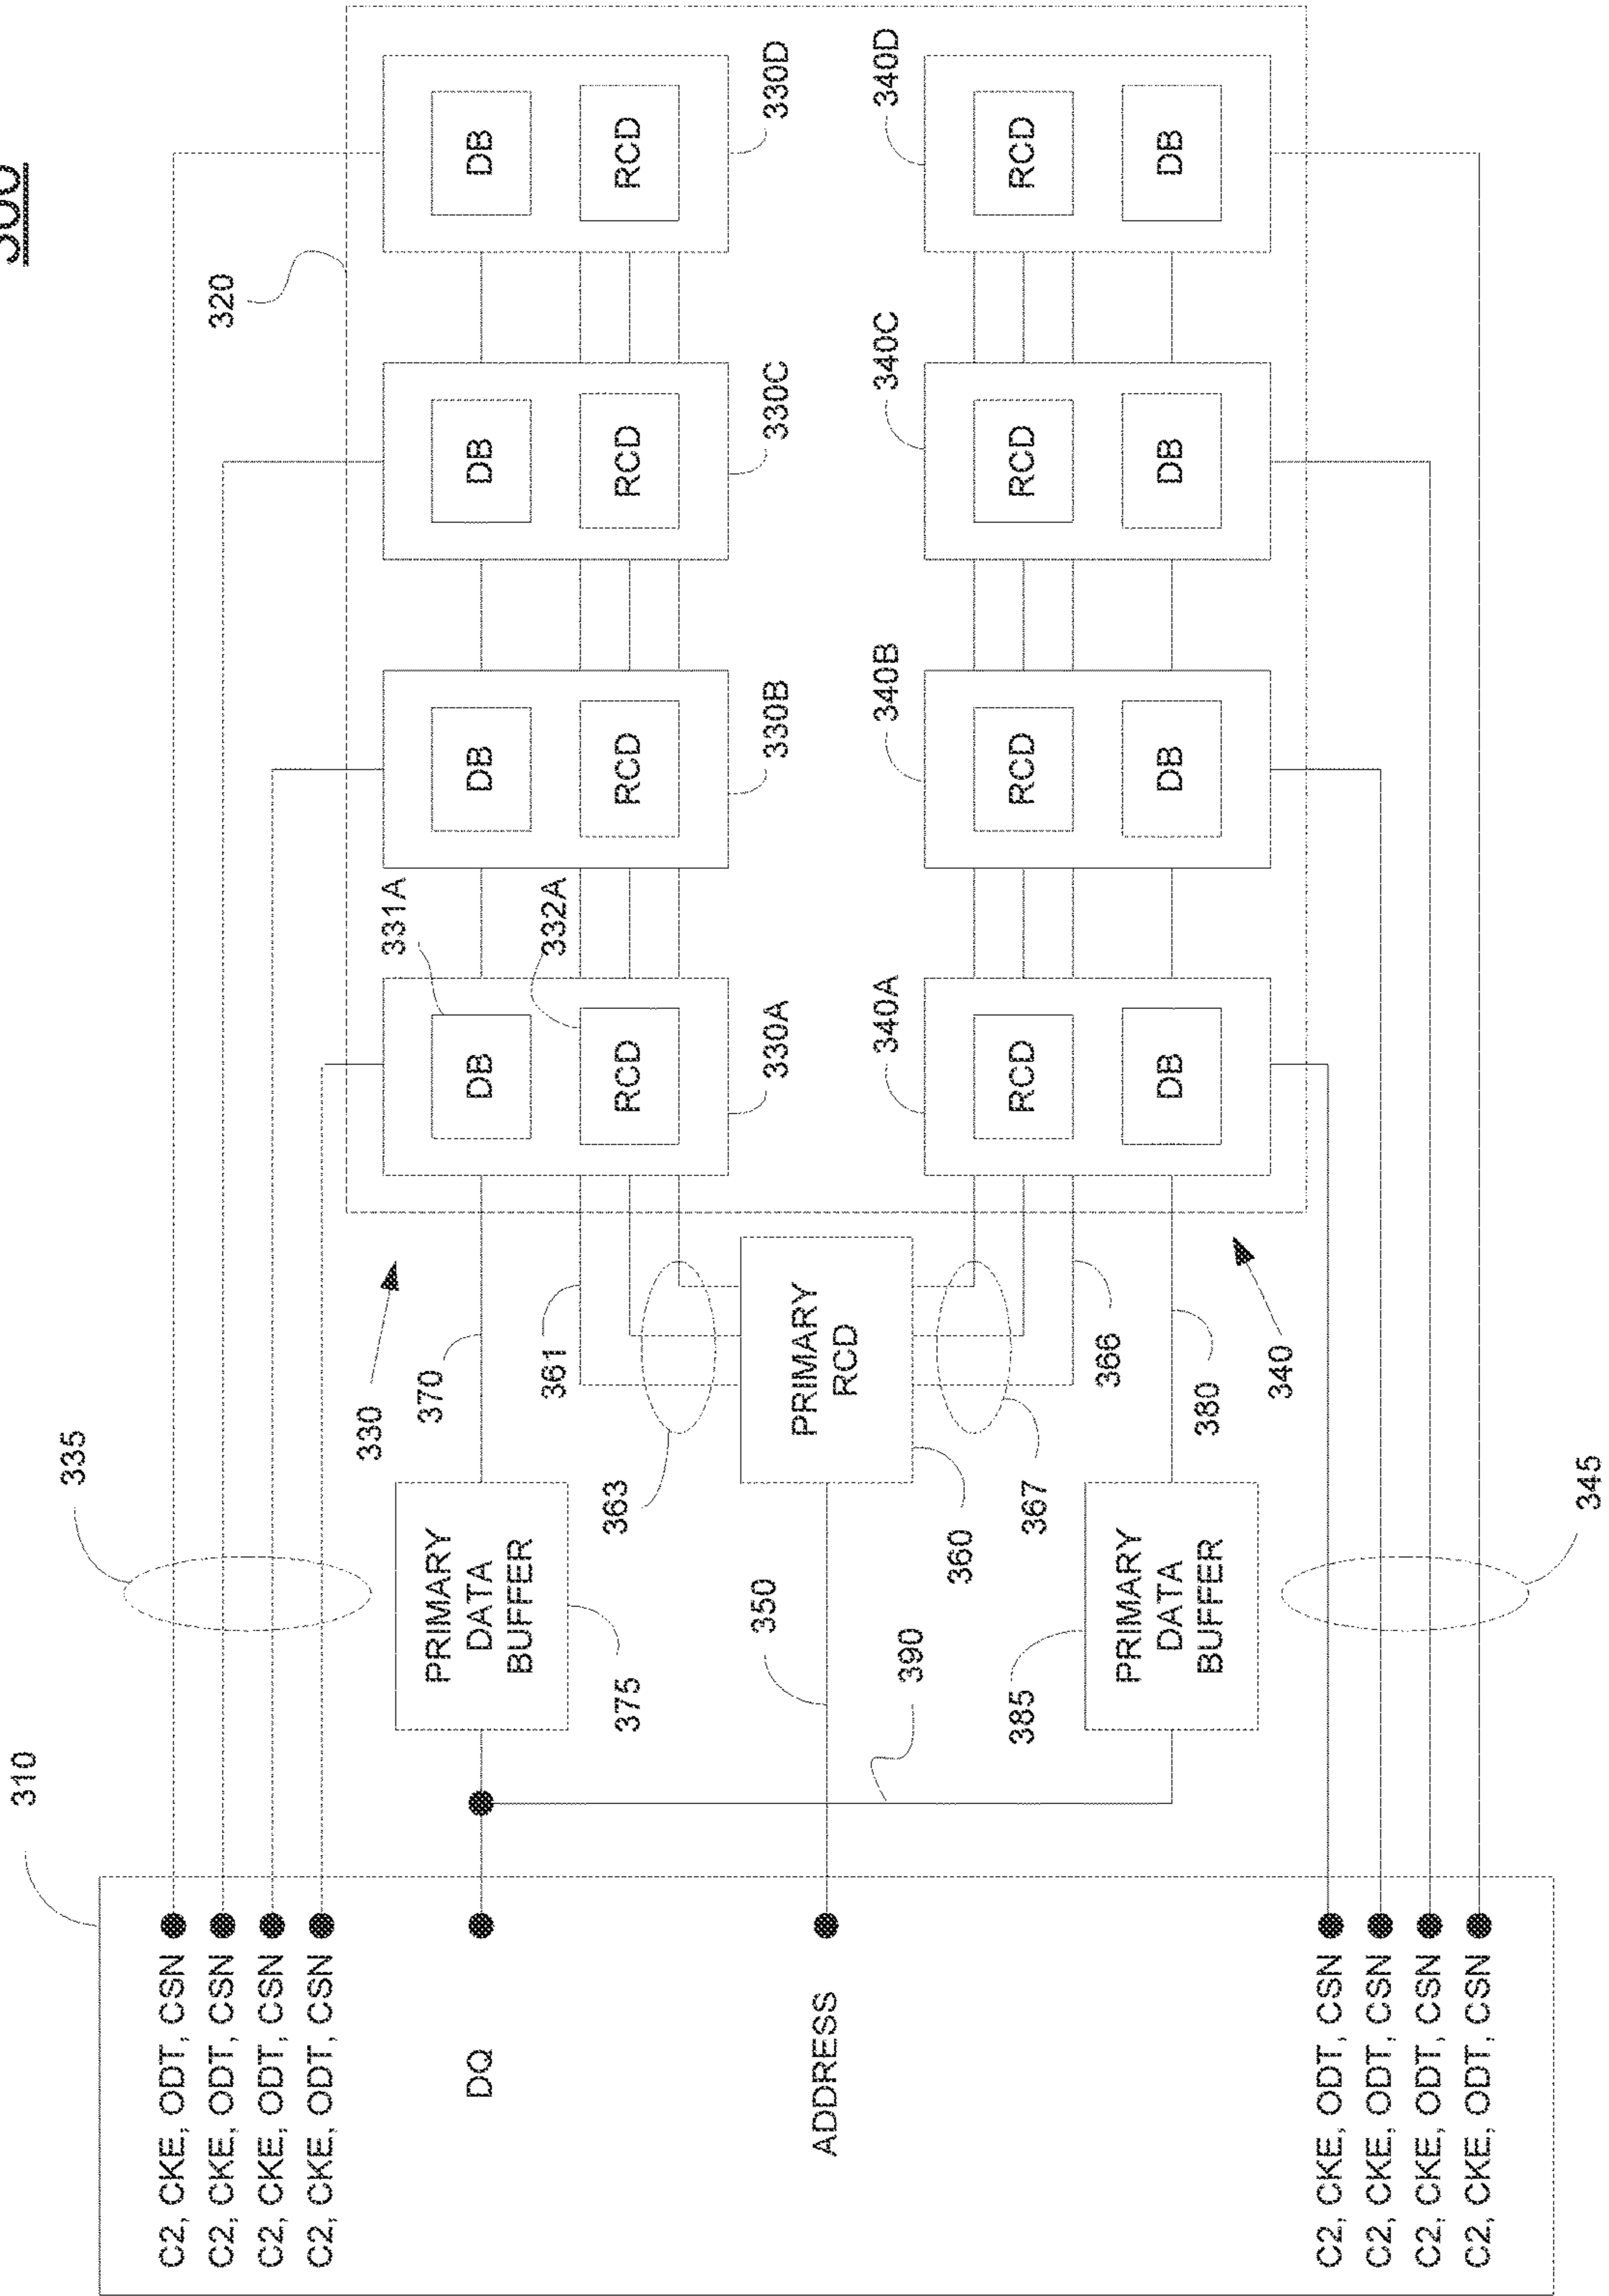 300
310
335
C2, CKE, ODT, CSN
C2, CKE, ODT, CSN
320
C2, CKE, ODT, CSN
C2, CKE, ODT, CSN
330
331A
370
DQ
PRIMARY
DATA
BUFFER
DB
DB
DB
DB
361
332A
363
375
RCD
RCD
RCD
RCD
350
330A
330B
330C
330D
ADDRESS
PRIMARY
RCD
340A
340B
340C
340D
390
360
385
367
RCD
RCD
RCD
RCD
366
PRIMARY
DATA
BUFFER
DB
DB
DB
DB
380
340
C2, CKE, ODT, CSN
C2, CKE, ODT, CSN
C2, CKE, ODT, CSN
C2, CKE, ODT, CSN
345